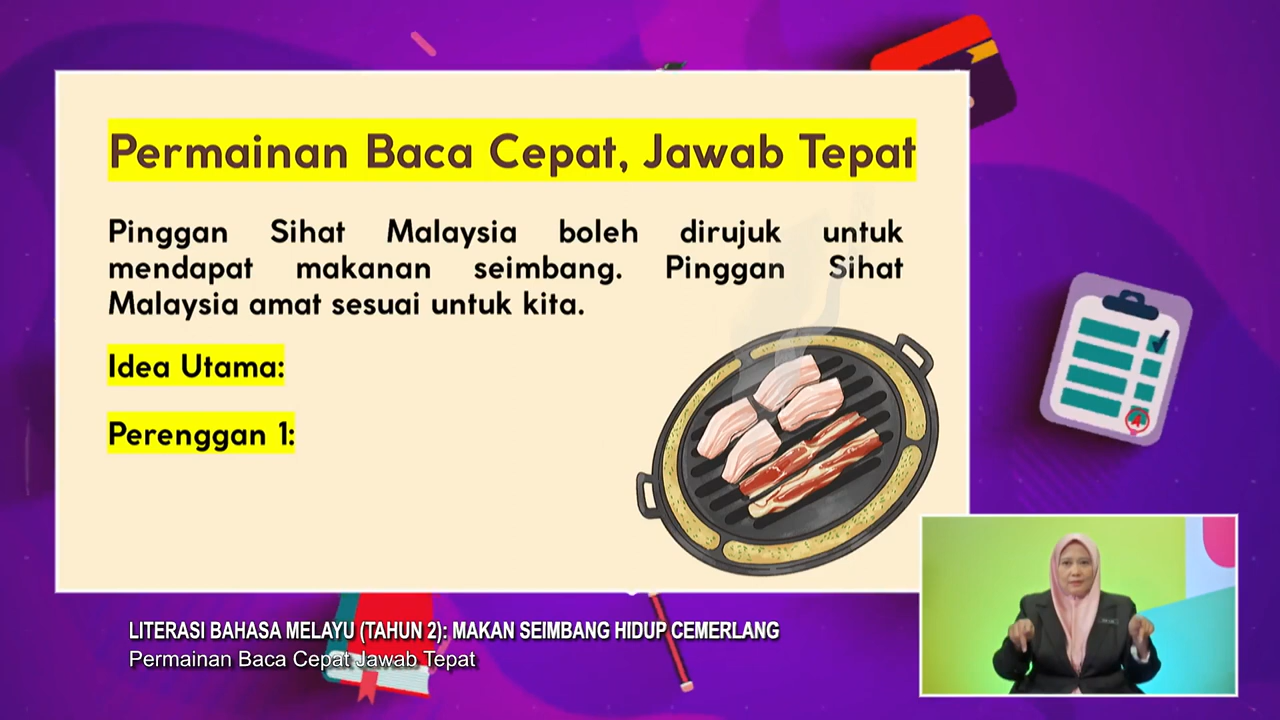 Permainan Baca Cepat, Jawab Tepat
Pinggan Sihat Malaysia boleh dirujuk untuk
mendapat makanan seimbang. Pinggan Sihat
Malaysia amat sesuai untuk kita.
Idea Utama:
Perenggan 1:
LITERASI BAHASA MELAYU (TAHUN 2): MAKAN SEIMBANG HIDUP CEMERLANG
Permainan Baca Cepat Jawab Tepat